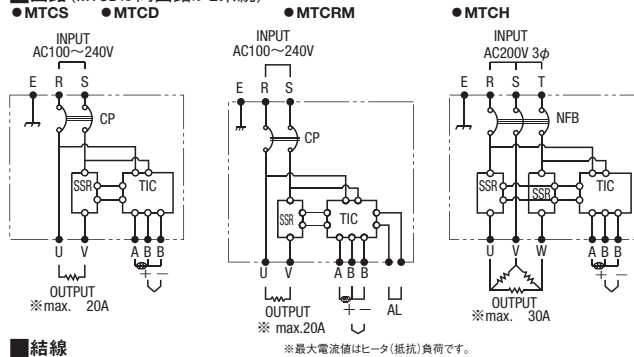 ●MTCS ●MTCD ●MTCRM ●MTCH
INPUT
AC100～240V
E R S
CP
SSR
TIC
U V A B B
+ −
OUTPUT
※max. 20A
INPUT
AC100～240V
E R S
CP
SSR
TIC
U V A B B
+ −
AL
OUTPUT
※ max.20A
INPUT
AC200V 3φ
E R S T
NFB
SSR
SSR
TIC
U V W A B B
+ −
OUTPUT
※max. 30A
■結線
※最大電流値はヒータ(抵抗)負荷です。